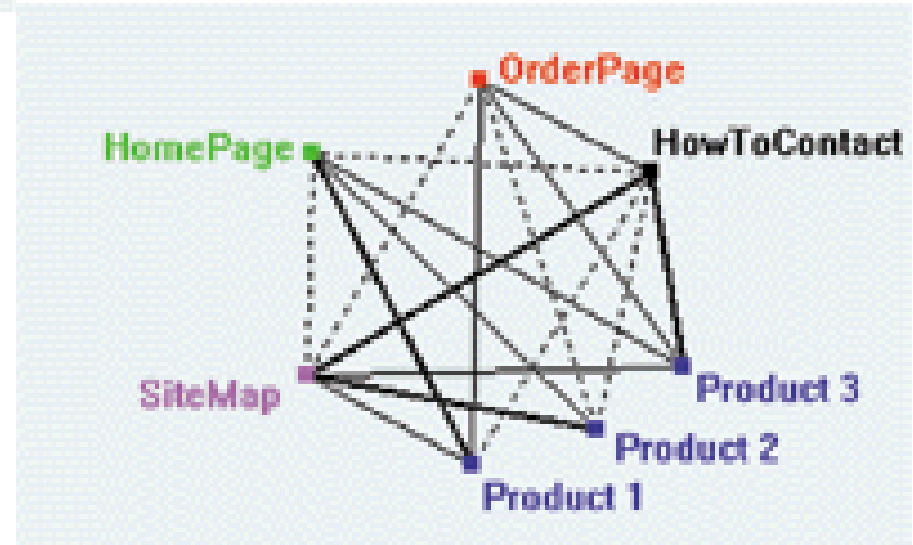 OrderPage
HomePage
HowToContact
SiteMap
Product 3
Product 2
Product 1